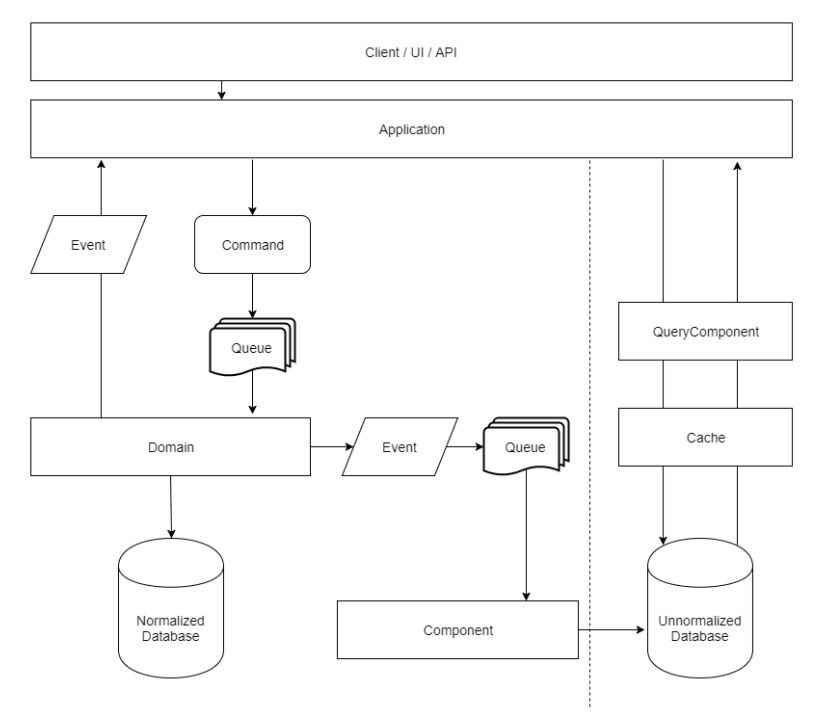 Client / UI / API
Application
Event
Command
Queue
QueryComponent
Domain
Event
Queue
Cache
Normalized
Database
Component
Unnormalized
Database